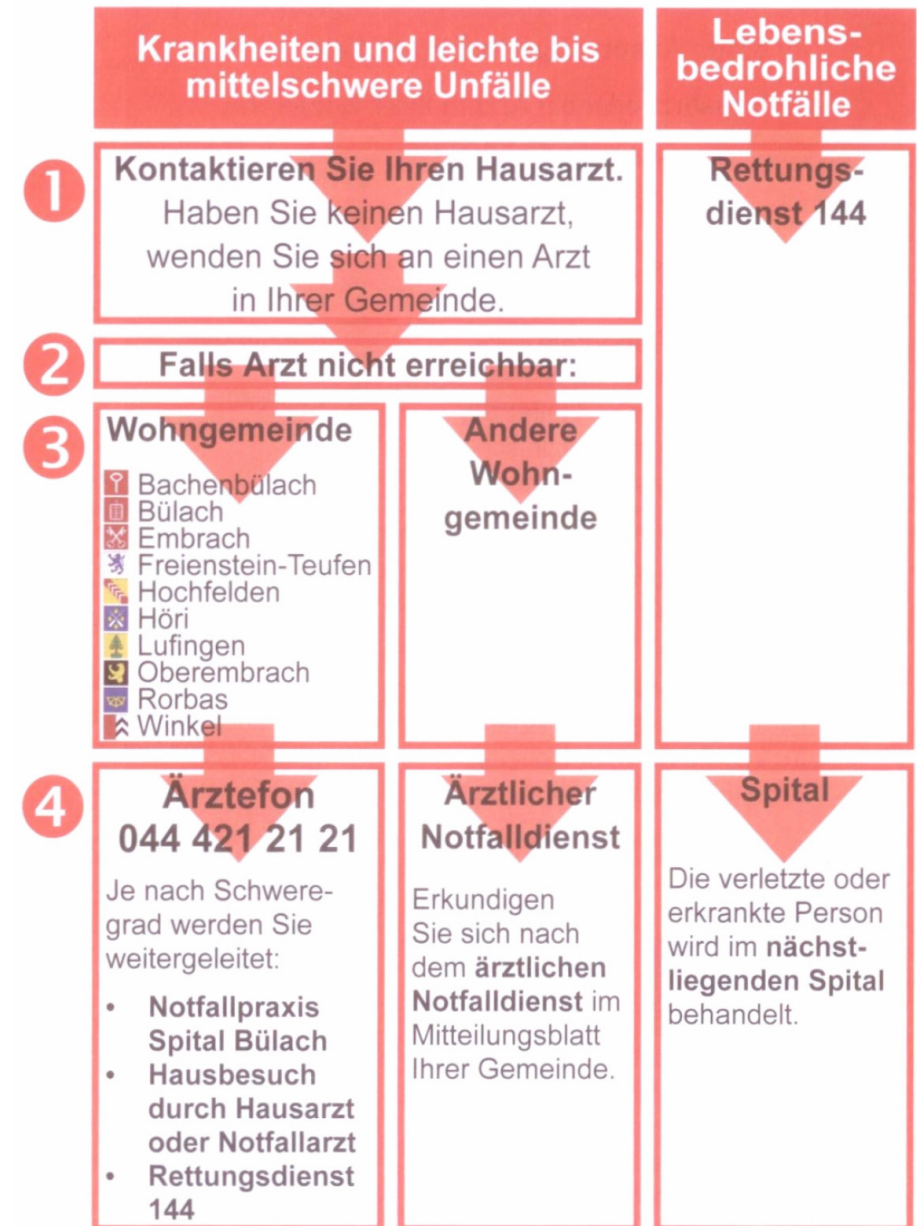 Krankheiten und leichte bis
mittelschwere Unfälle
Lebens-
bedrohliche
Notfälle
1
Kontaktieren Sie Ihren Hausarzt.
Haben Sie keinen Hausarzt,
wenden Sie sich an einen Arzt
in Ihrer Gemeinde.
Rettungs-
dienst 144
2
Falls Arzt nicht erreichbar:
3
Wohngemeinde
Bachenbülach
Bülach
Embrach
Freienstein-Teufen
Hochfelden
Höri
Lufingen
Oberembrach
Rorbas
Winkel
Andere
Wohn-
gemeinde
4
Ärztefon
044 421 21 21
Je nach Schwere-
grad werden Sie
weitergeleitet:
• Notfallpraxis
Spital Bülach
• Hausbesuch
durch Hausarzt
oder Notfallarzt
• Rettungsdienst
144
Ärztlicher
Notfalldienst
Erkundigen
Sie sich nach
dem ärztlichen
Notfalldienst im
Mitteilungsblatt
Ihrer Gemeinde.
Spital
Die verletzte oder
erkrankte Person
wird im nächst-
liegenden Spital
behandelt.